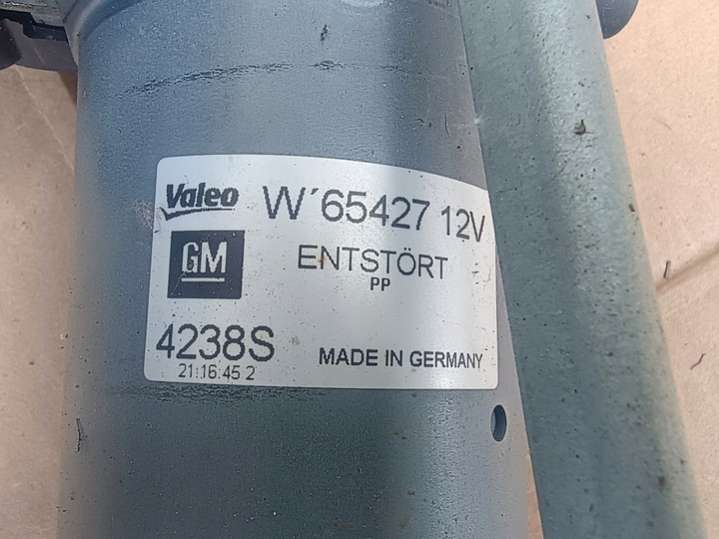 Valeo W´65427 12V
GM ENTSTÖRT
PP
4238S MADE IN GERMANY
21:16:45 2